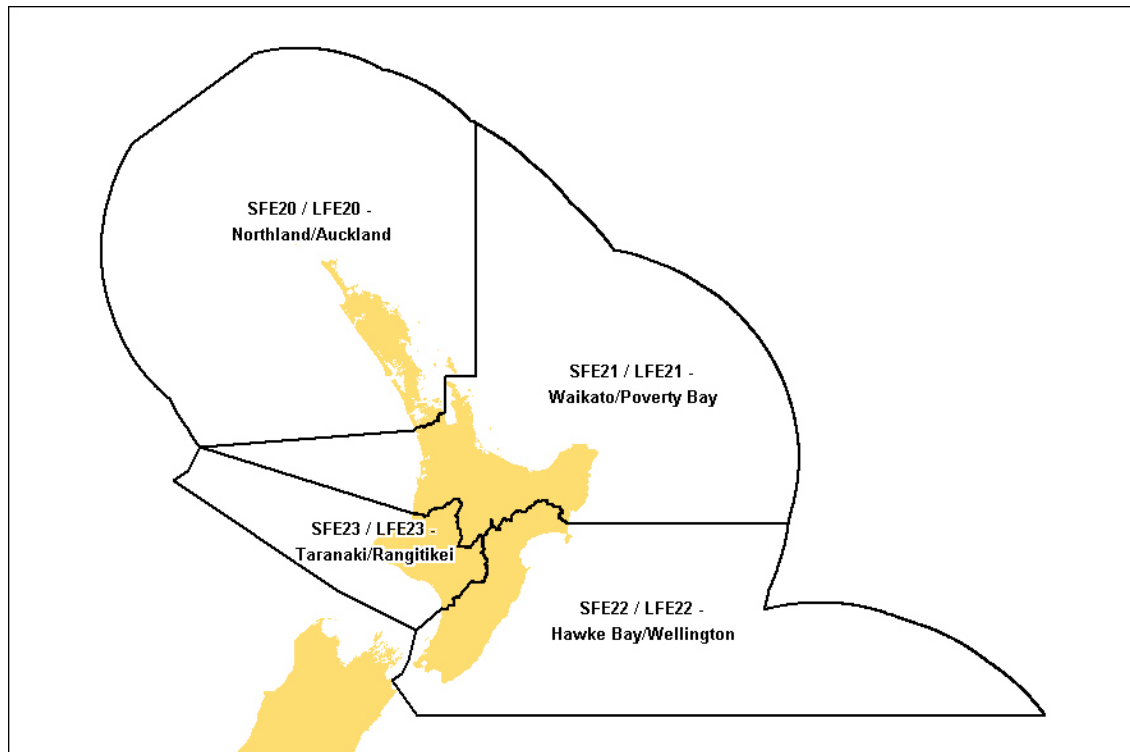 SFE20 / LFE20 -
Northland/Auckland
SFE21 / LFE21 -
Waikato/Poverty Bay
SFE23 / LFE23 -
Taranaki/Rangitikei
SFE22 / LFE22 -
Hawke Bay/Wellington